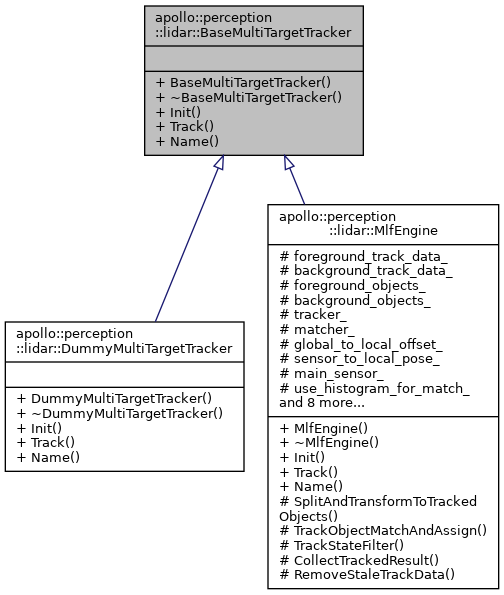 apollo::perception
::lidar::BaseMultiTargetTracker
+ BaseMultiTargetTracker()
+ ~BaseMultiTargetTracker()
+ Init()
+ Track()
+ Name()
apollo::perception
::lidar::DummyMultiTargetTracker
+ DummyMultiTargetTracker()
+ ~DummyMultiTargetTracker()
+ Init()
+ Track()
+ Name()
apollo::perception
::lidar::MlfEngine
# foreground_track_data_
# background_track_data_
# foreground_objects_
# background_objects_
# tracker_
# matcher_
# global_to_local_offset_
# sensor_to_local_pose_
# main_sensor_
# use_histogram_for_match_
and 8 more...
+ MlfEngine()
+ ~MlfEngine()
+ Init()
+ Track()
+ Name()
# SplitAndTransformToTracked
Objects()
# TrackObjectMatchAndAssign()
# TrackStateFilter()
# CollectTrackedResult()
# RemoveStaleTrackData()